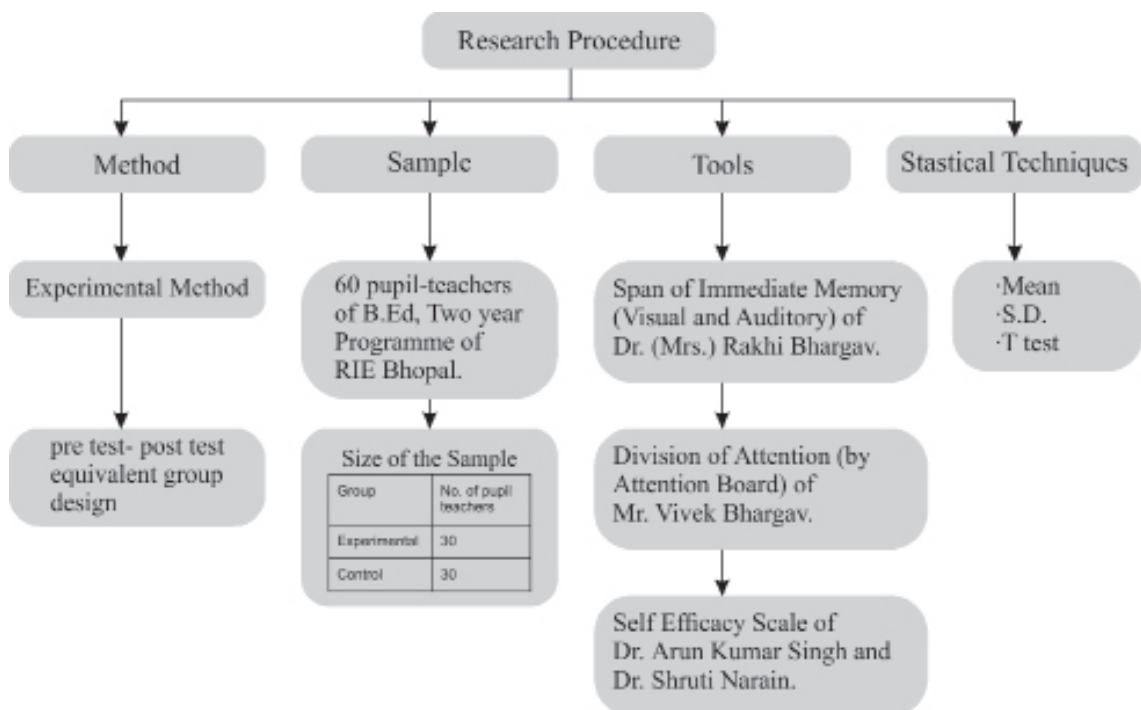 Research Procedure
Method
Sample
Tools
Stastical Techniques
Experimental Method
60 pupil-teachers
of B.Ed, Two year
Programme of
RIE Bhopal.
Span of Immediate Memory
(Visual and Auditory) of
Dr. (Mrs.) Rakhi Bhargav.
·Mean
·S.D.
·T test
pre test- post test
equivalent group
design
Size of the Sample
Group No. of pupil
teachers
Experimental 30
Control 30
Division of Attention (by
Attention Board) of
Mr. Vivek Bhargav.
Self Efficacy Scale of
Dr. Arun Kumar Singh and
Dr. Shruti Narain.